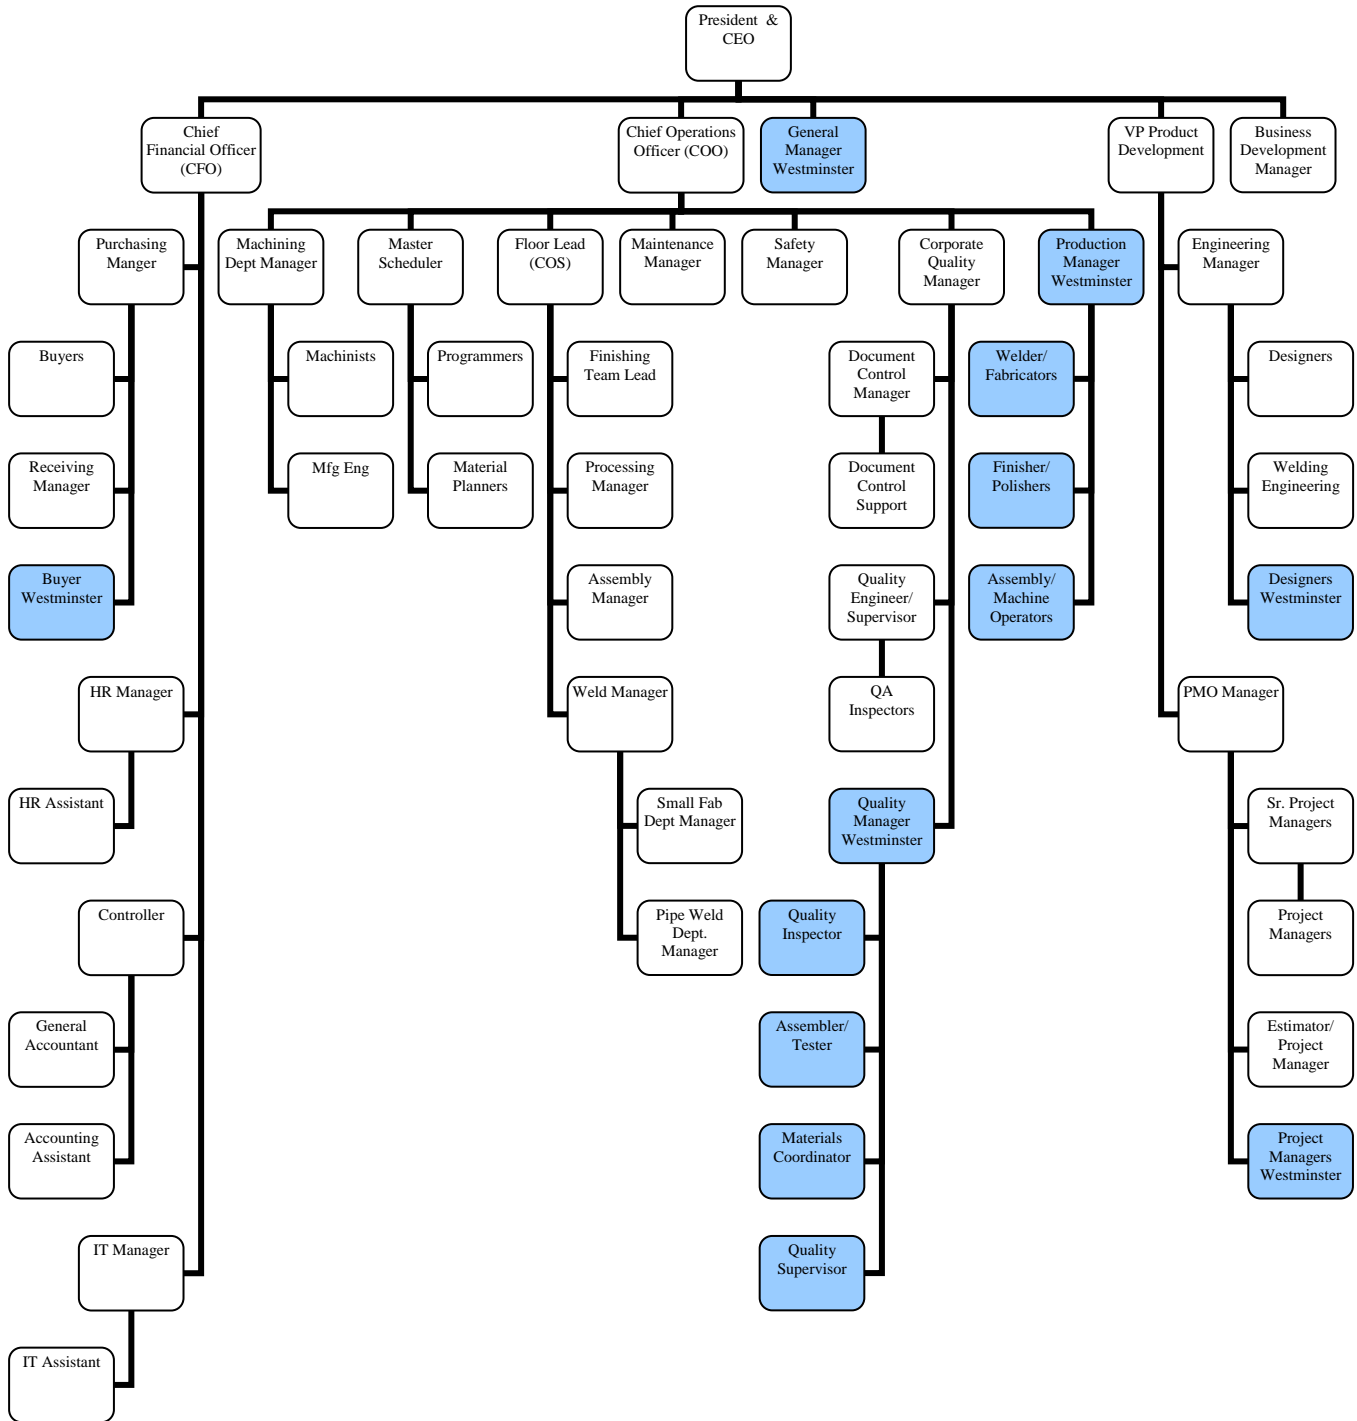 President &
CEO
Chief
Financial Officer
(CFO)
Chief Operations
Officer (COO)
General
Manager
Westminster
VP Product
Development
Business
Development
Manager
Purchasing
Manger
Machining
Dept Manager
Master
Scheduler
Floor Lead
(COS)
Maintenance
Manager
Safety
Manager
Corporate
Quality
Manager
Production
Manager
Westminster
Engineering
Manager
Buyers
Machinists
Programmers
Finishing
Team Lead
Document
Control
Manager
Welder/
Fabricators
Designers
Receiving
Manager
Mfg Eng
Material
Planners
Processing
Manager
Document
Control
Support
Finisher/
Polishers
Welding
Engineering
Buyer
Westminster
Assembly
Manager
Quality
Engineer/
Supervisor
Assembly/
Machine
Operators
Designers
Westminster
HR Manager
Weld Manager
QA
Inspectors
PMO Manager
HR Assistant
Small Fab
Dept Manager
Quality
Manager
Westminster
Sr. Project
Managers
Controller
Pipe Weld
Dept.
Manager
Quality
Inspector
Project
Managers
General
Accountant
Assembler/
Tester
Estimator/
Project
Manager
Accounting
Assistant
Materials
Coordinator
Project
Managers
Westminster
IT Manager
Quality
Supervisor
IT Assistant